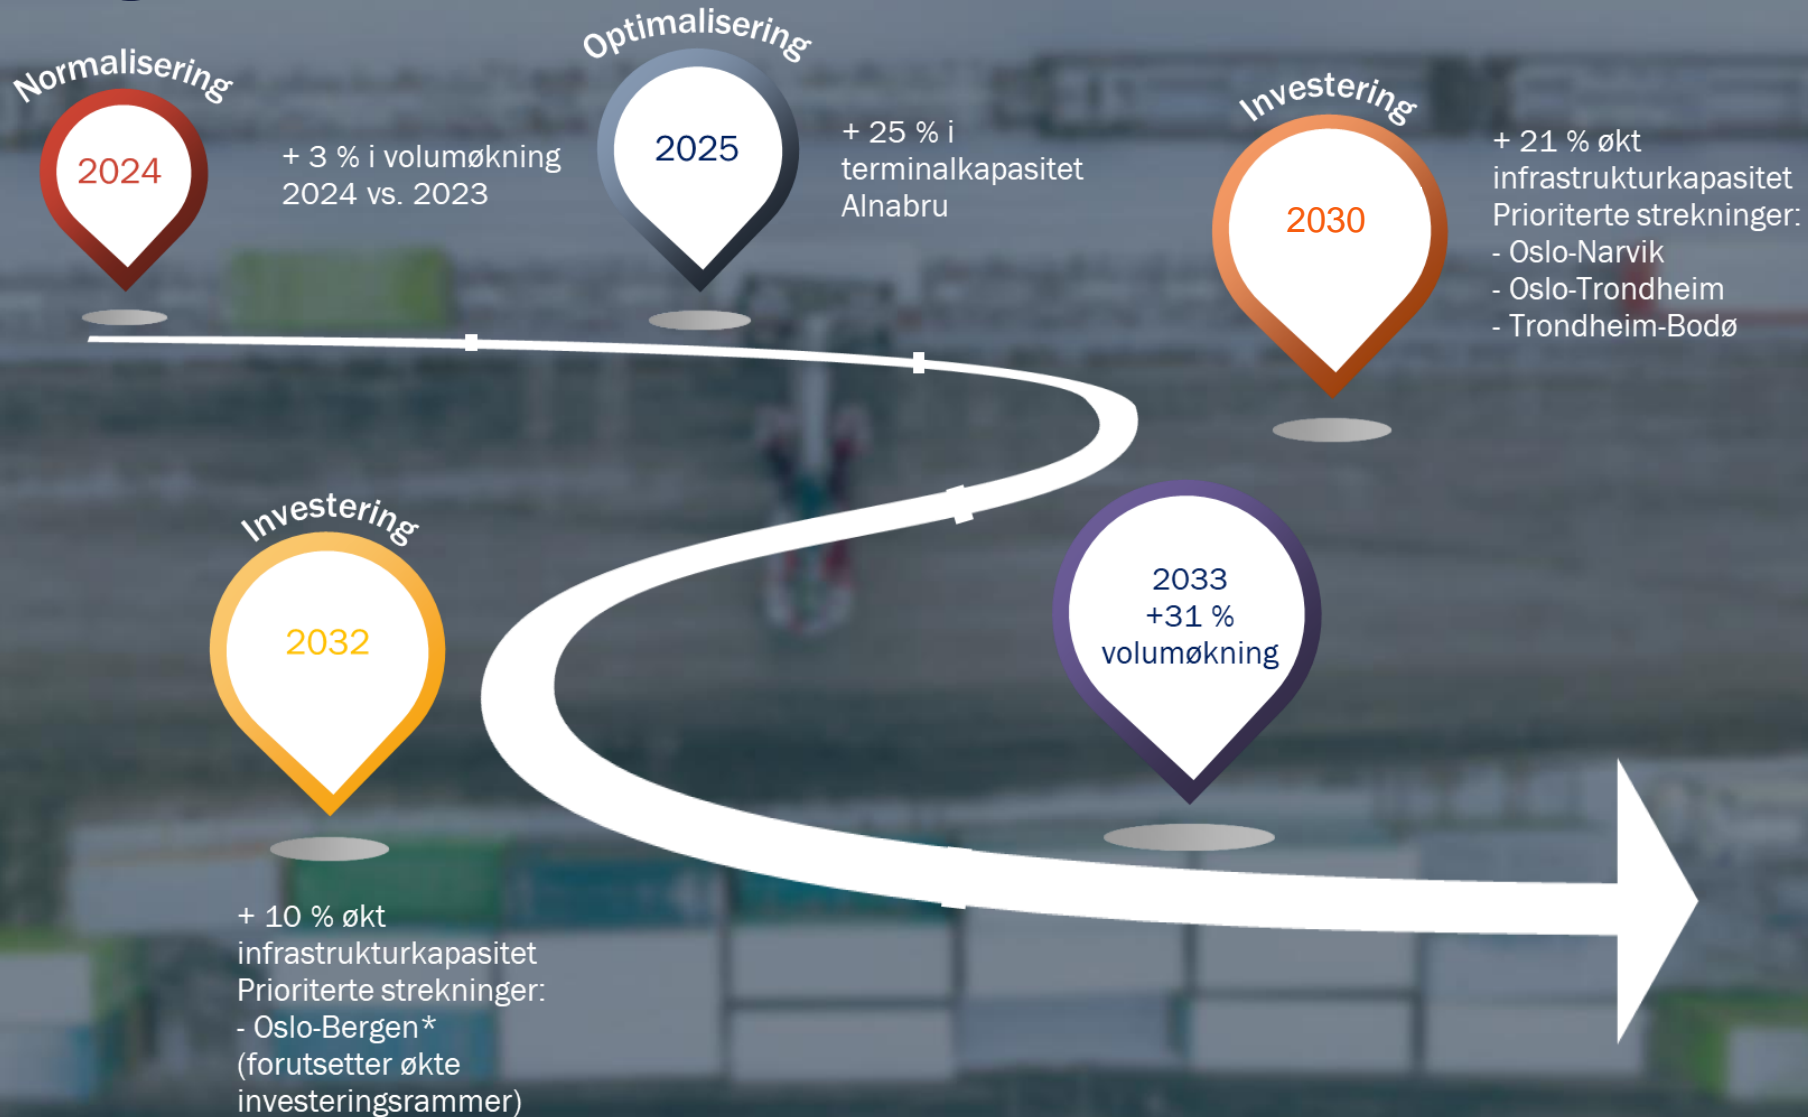 Normalisering
2024
+ 3 % i volumøkning
2024 vs. 2023
Optimalisering
2025
+ 25 % i
terminalkapasitet
Alnabru
Investering
2030
+ 21 % økt
infrastrukturkapasitet
Prioriterte strekninger:
- Oslo-Narvik
- Oslo-Trondheim
- Trondheim-Bodø
Investering
2032
+ 10 % økt
infrastrukturkapasitet
Prioriterte strekninger:
- Oslo-Bergen*
(forutsetter økte
investeringsrammer)
2033
+31 %
volumøkning